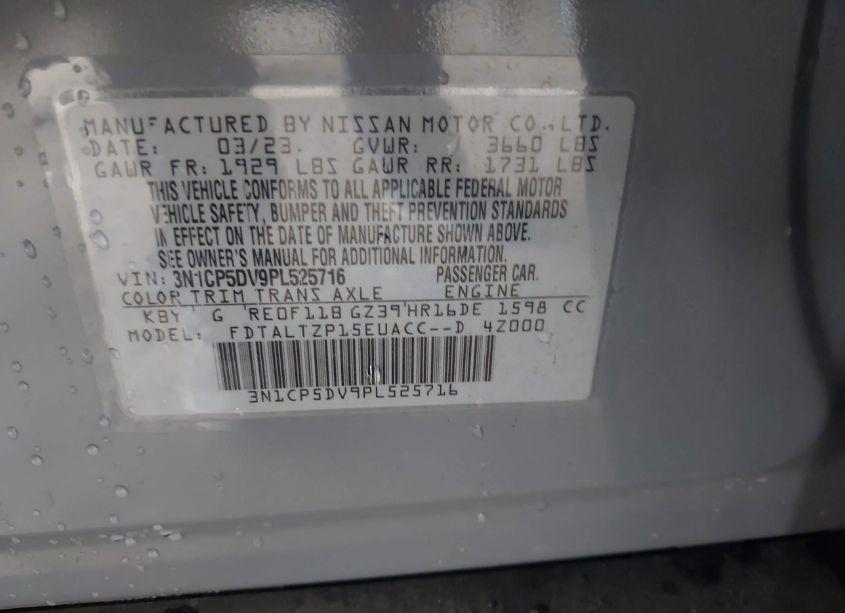 MANUFACTURED BY NISSAN MOTOR CO.,LTD.
DATE: 03/23. GVWR: 3660 LBS
GAWR FR: 1929 LBS GAWR RR: 1731 LBS
THIS VEHICLE CONFORMS TO ALL APPLICABLE FEDERAL MOTOR
VEHICLE SAFETY, BUMPER AND THEFT PREVENTION STANDARDS
IN EFFECT ON THE DATE OF MANUFACTURE SHOWN ABOVE.
SEE OWNER'S MANUAL FOR ADDITIONAL INFORMATION.
VIN: 3N1CP5DV9PL525716 PASSENGER CAR.
COLOR TRIM TRANS AXLE ENGINE
KBY G RE0F11B GZ39 HR16DE 1598 CC
MODEL: FDTALTZP15EUACC--D 4Z000
3N1CP5DV9PL525716